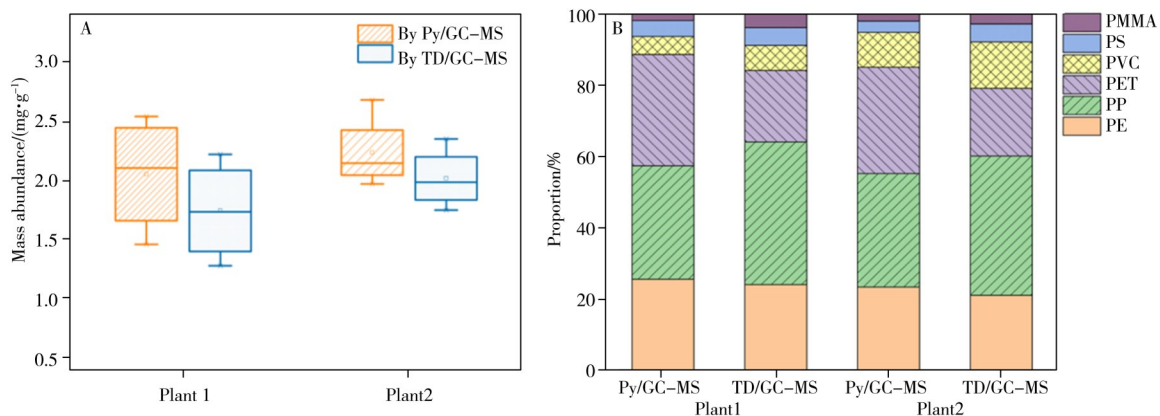 A
By Py/GC-MS
By TD/GC-MS
3.0
2.5
2.0
1.5
1.0
0.5
Mass abundance/(mg•g⁻¹)
Plant 1
Plant2
B
100
80
60
40
20
0
Proportion/%
Py/GC-MS
TD/GC-MS
Py/GC-MS
TD/GC-MS
Plant1
Plant2
PMMA
PS
PVC
PET
PP
PE